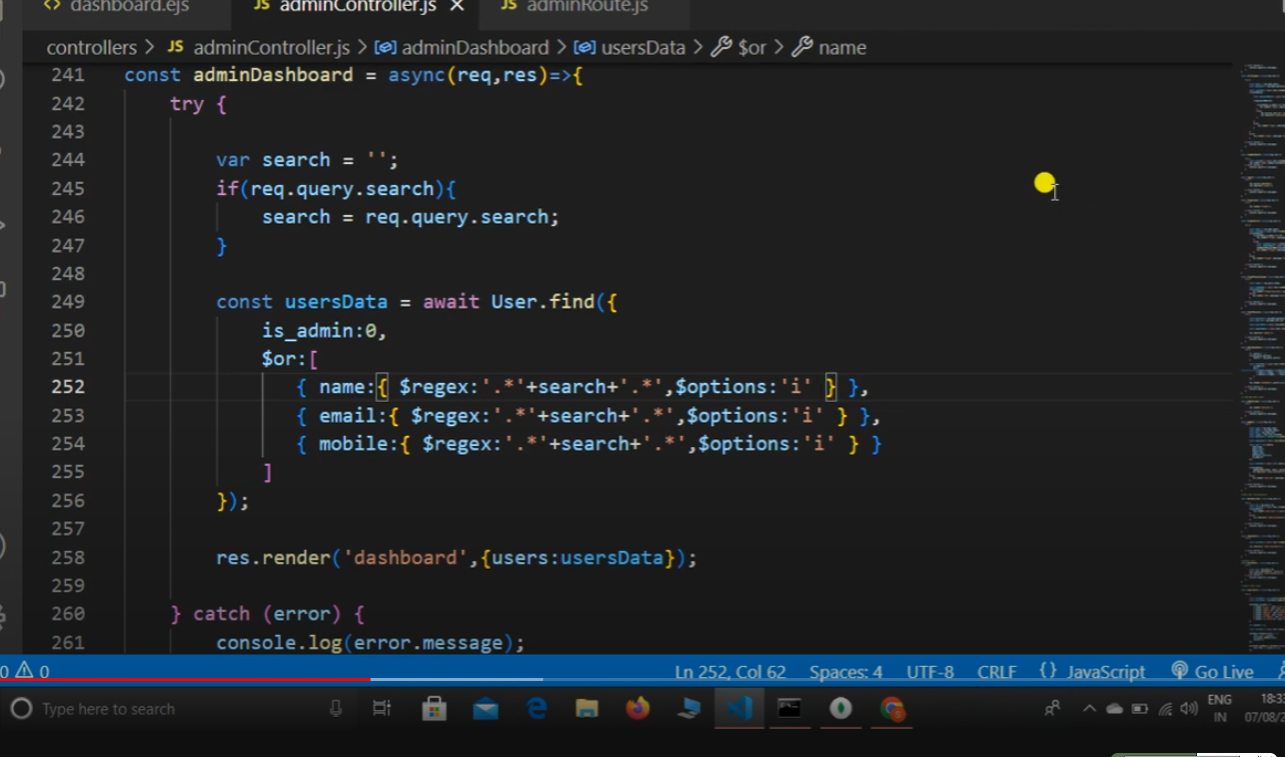 dashboard.ejs JS adminController.js × JS adminRoute.js
controllers > JS adminController.js > adminDashboard > usersData > $or > name
241 const adminDashboard = async(req,res)=>{
242 try {
243
244 var search = '';
245 if(req.query.search){
246 search = req.query.search;
247 }
248
249 const usersData = await User.find({
250 is_admin:0,
251 $or:[
252 { name:{ $regex:'.*'+search+'.*',$options:'i' } },
253 { email:{ $regex:'.*'+search+'.*',$options:'i' } },
254 { mobile:{ $regex:'.*'+search+'.*',$options:'i' } }
255 ]
256 });
257
258 res.render('dashboard',{users:usersData});
259
260 } catch (error) {
261 console.log(error.message);
0 0 Ln 252, Col 62 Spaces: 4 UTF-8 CRLF {} JavaScript Go Live
Type here to search ENG 18:33
IN 07/08/2